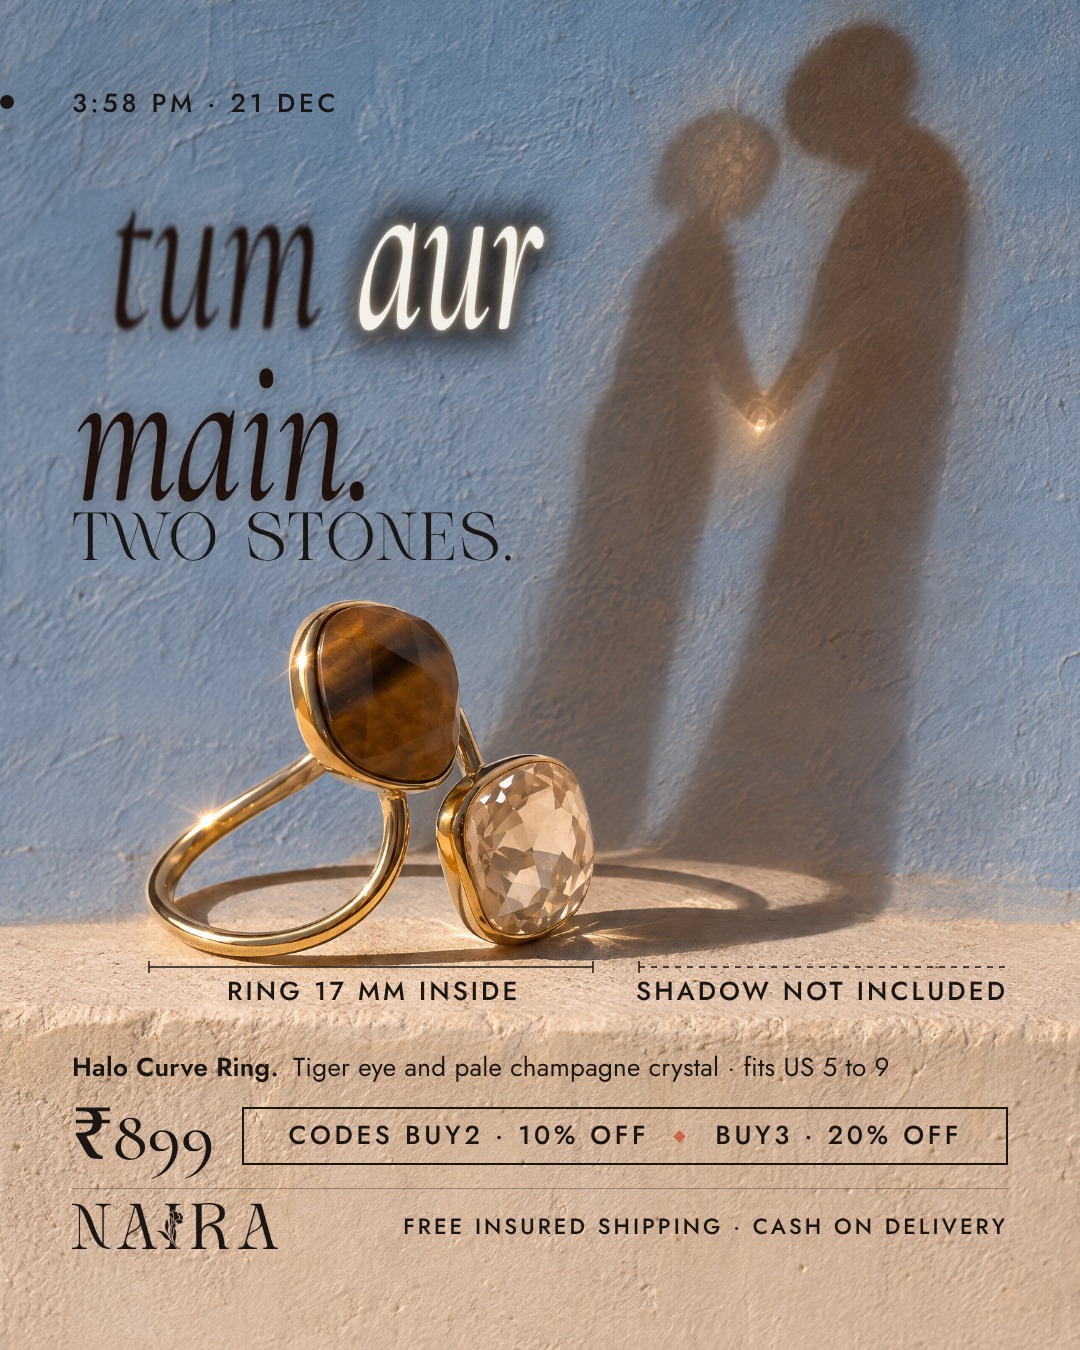 3:58 PM · 21 DEC
tum aur
main.
TWO STONES.
RING 17 MM INSIDE
SHADOW NOT INCLUDED
Halo Curve Ring. Tiger eye and pale champagne crystal · fits US 5 to 9
₹899
CODES BUY2 · 10% OFF ◆ BUY3 · 20% OFF
NAIRA
FREE INSURED SHIPPING · CASH ON DELIVERY